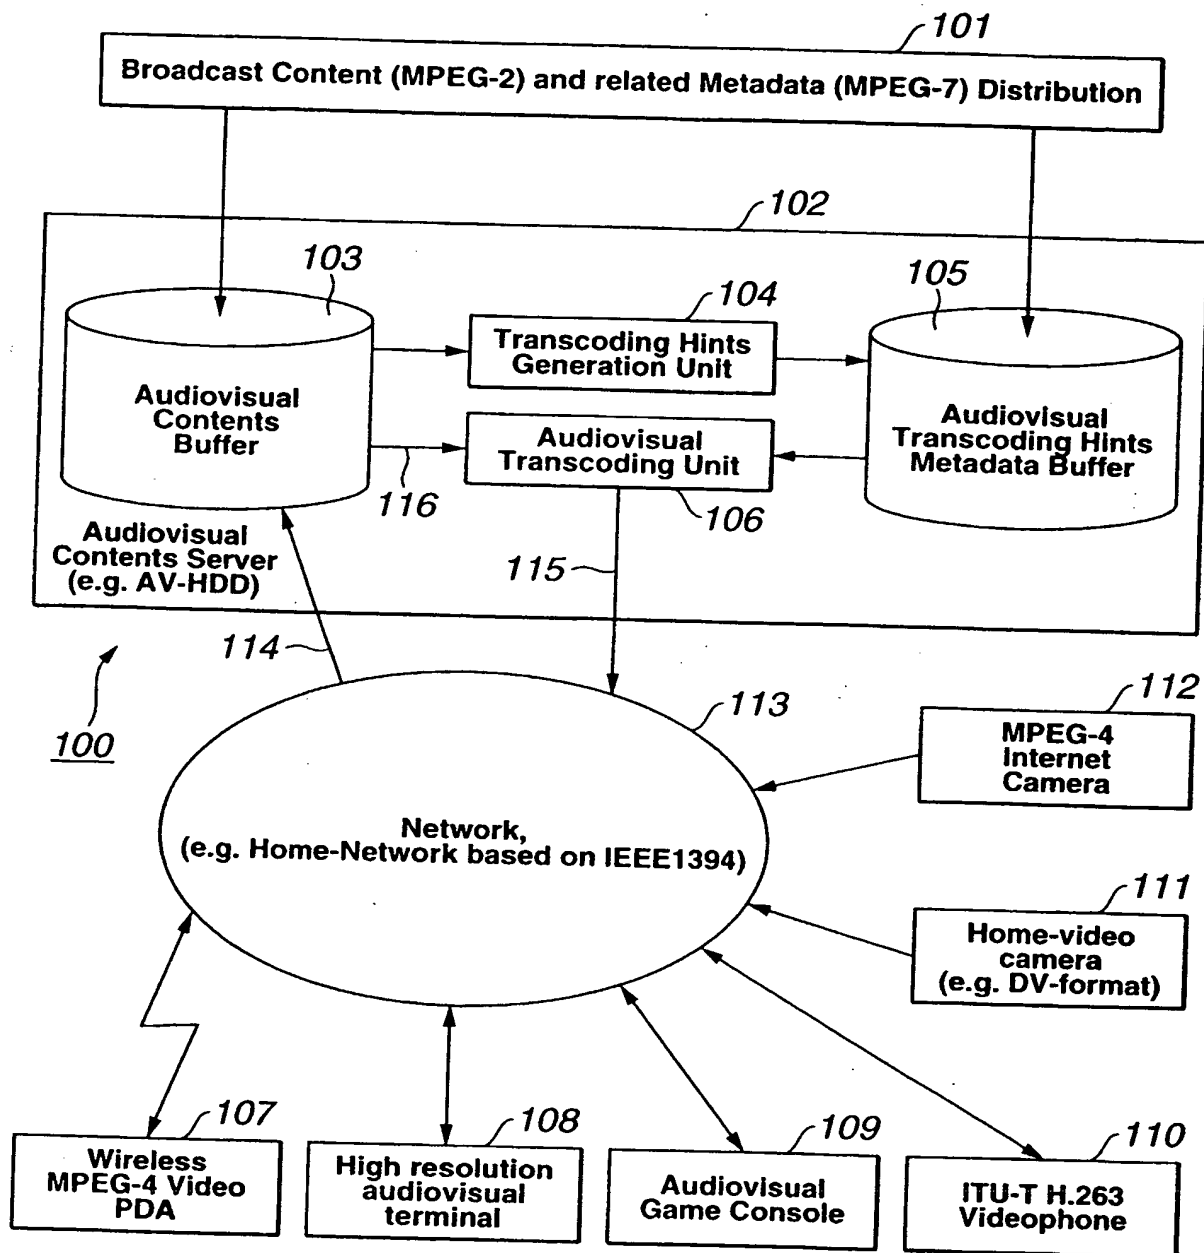 101
Broadcast Content (MPEG-2) and related Metadata (MPEG-7) Distribution
102
103
104
105
Transcoding Hints
Generation Unit
Audiovisual
Contents
Buffer
Audiovisual
Transcoding Unit
Audiovisual
Transcoding Hints
Metadata Buffer
116
106
Audiovisual
Contents Server
(e.g. AV-HDD)
115
114
100
113
112
MPEG-4
Internet
Camera
Network,
(e.g. Home-Network based on IEEE1394)
111
Home-video
camera
(e.g. DV-format)
107
Wireless
MPEG-4 Video
PDA
108
High resolution
audiovisual
terminal
109
Audiovisual
Game Console
110
ITU-T H.263
Videophone